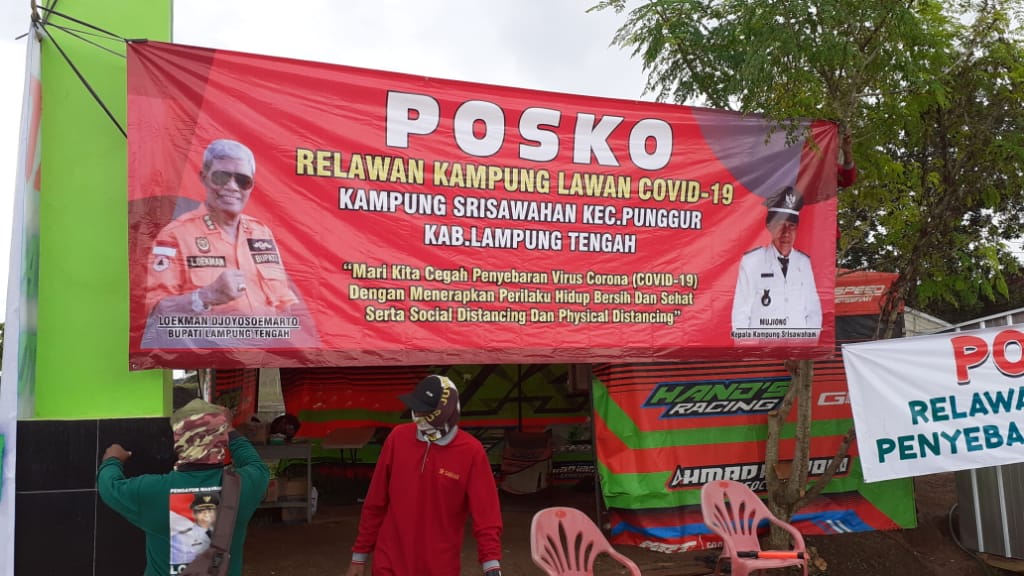 POSKO
RELAWAN KAMPUNG LAWAN COVID-19
KAMPUNG SRISAWAHAN KEC.PUNGGUR
KAB.LAMPUNG TENGAH
"Mari Kita Cegah Penyebaran Virus Corona (COVID-19)
Dengan Menerapkan Perilaku Hidup Bersih Dan Sehat
Serta Social Distancing Dan Physical Distancing"
LOEKMAN
BUPATI
LOEKMAN DJOYOSOEMARTO
BUPATI LAMPUNG TENGAH
MUJIONO
Kepala Kampung Srisawahan
SPEED
HAND'S
RACING
PO
RELAWA
PENYEBA